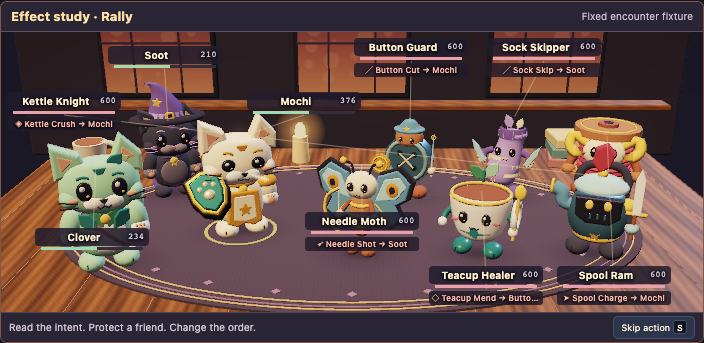 Effect study · Rally
Fixed encounter fixture
Soot 210
Button Guard 600
⟋ Button Cut → Mochi
Sock Skipper 600
⟋ Sock Skip → Soot
Kettle Knight 600
◈ Kettle Crush → Mochi
Mochi 376
Clover 234
Needle Moth 600
➶ Needle Shot → Soot
Teacup Healer 600
◇ Teacup Mend → Butto...
Spool Ram 600
➤ Spool Charge → Mochi
Read the intent. Protect a friend. Change the order.
Skip action S